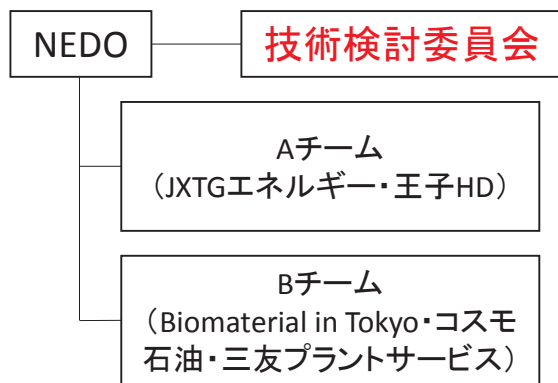 NEDO
技術検討委員会
Aチーム
（JXTGエネルギー・王子HD）
Bチーム
（Biomaterial in Tokyo・コスモ
石油・三友プラントサービス）